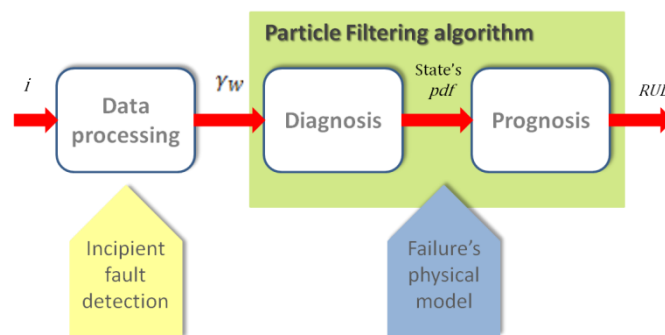 Particle Filtering algorithm
i
Data
processing
γw
Diagnosis
State's
pdf
Prognosis
RUL
Incipient
fault
detection
Failure's
physical
model